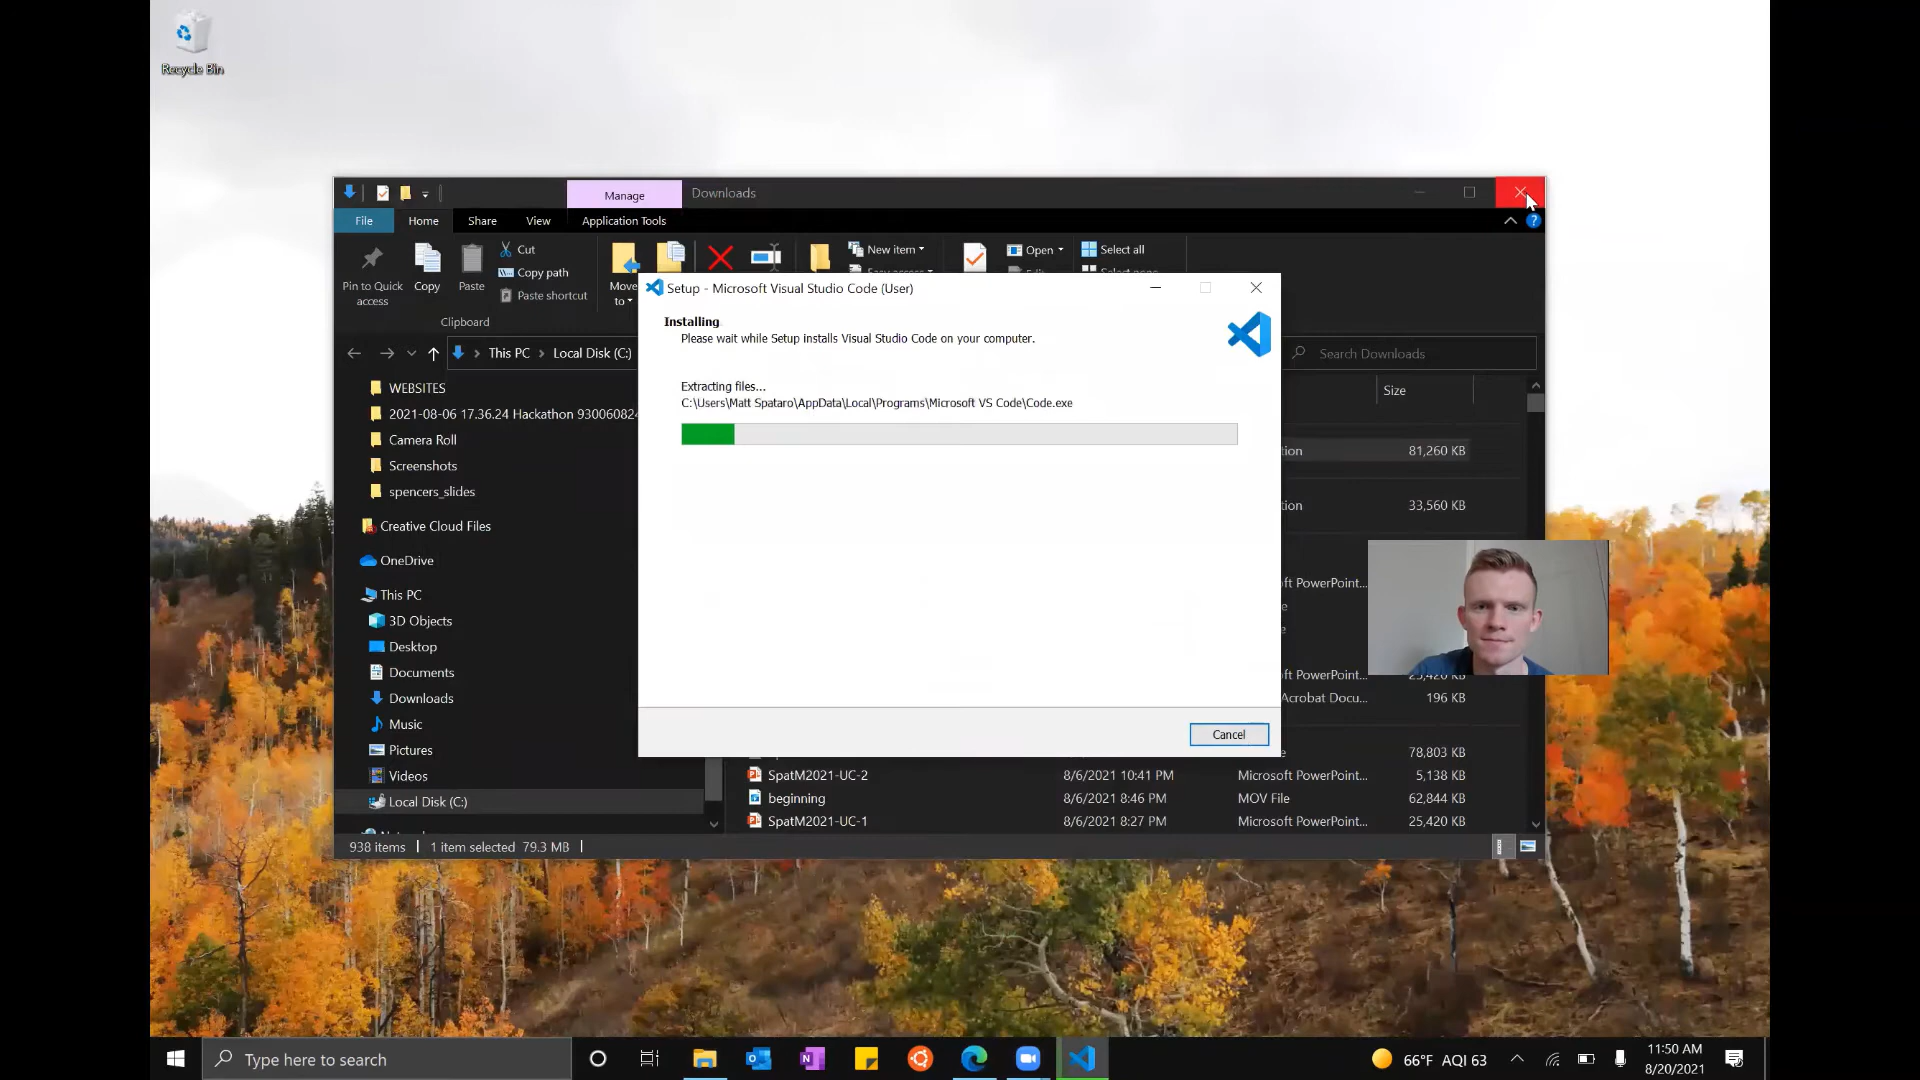 Recycle Bin
Manage
Downloads
File
Home
Share
View
Application Tools
Pin to Quick
access
Copy
Paste
Cut
Copy path
Paste shortcut
Clipboard
Move
to
New item
Open
Select all
This PC
Local Disk (C:)
Search Downloads
Size
Setup - Microsoft Visual Studio Code (User)
Installing
Please wait while Setup installs Visual Studio Code on your computer.
Extracting files...
C:\Users\Matt Spataro\AppData\Local\Programs\Microsoft VS Code\Code.exe
Cancel
WEBSITES
2021-08-06 17.36.24 Hackathon 930060824
Camera Roll
Screenshots
spencers_slides
Creative Cloud Files
OneDrive
This PC
3D Objects
Desktop
Documents
Downloads
Music
Pictures
Videos
Local Disk (C:)
tion 81,260 KB
tion 33,560 KB
ft PowerPoint...
ft PowerPoint...
Acrobat Docu... 196 KB
78,803 KB
SpatM2021-UC-2 8/6/2021 10:41 PM Microsoft PowerPoint... 5,138 KB
beginning 8/6/2021 8:46 PM MOV File 62,844 KB
SpatM2021-UC-1 8/6/2021 8:27 PM Microsoft PowerPoint... 25,420 KB
938 items 1 item selected 79.3 MB
Type here to search
66°F AQI 63
11:50 AM
8/20/2021